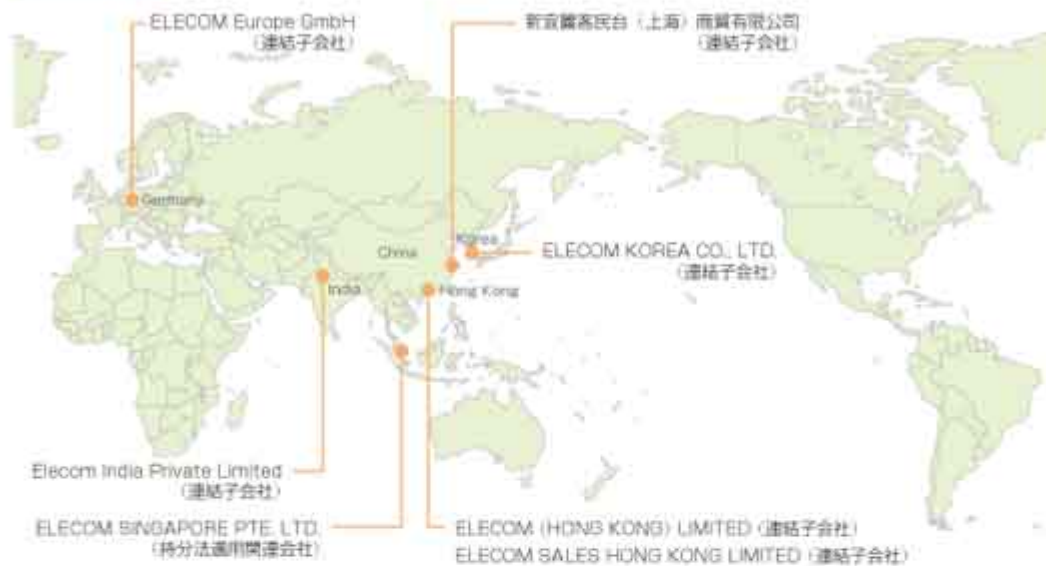 ELECOM Europe GmbH
（連結子会社）
新宜麗客民台（上海）商貿有限公司
（連結子会社）
Germany
Korea
China
ELECOM KOREA CO., LTD.
（連結子会社）
India
Hong Kong
Elecom India Private Limited
（連結子会社）
ELECOM SINGAPORE PTE. LTD.
（持分法適用関連会社）
ELECOM (HONG KONG) LIMITED（連結子会社）
ELECOM SALES HONG KONG LIMITED（連結子会社）